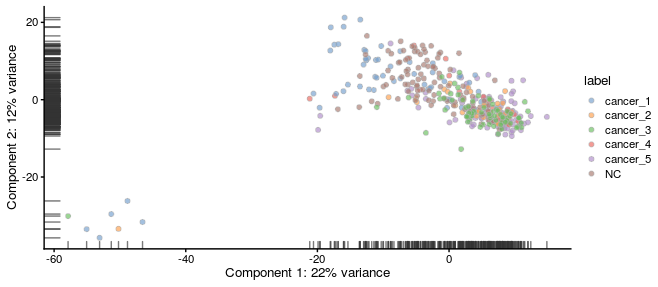 20
0
-20
-60
-40
-20
0
Component 2: 12% variance
Component 1: 22% variance
label
cancer_1
cancer_2
cancer_3
cancer_4
cancer_5
NC